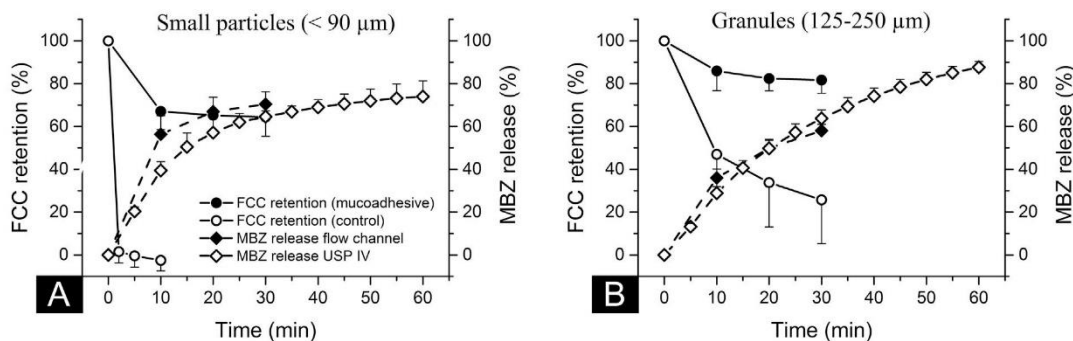 Small particles (< 90 µm)
FCC retention (%)
100
80
60
40
20
0
FCC retention (mucoadhesive)
FCC retention (control)
MBZ release flow channel
MBZ release USP IV
100
80
60
40
20
0
MBZ release (%)
A
0 10 20 30 40 50 60
Time (min)
Granules (125-250 µm)
FCC retention (%)
100
80
60
40
20
0
100
80
60
40
20
0
MBZ release (%)
B
0 10 20 30 40 50 60
Time (min)